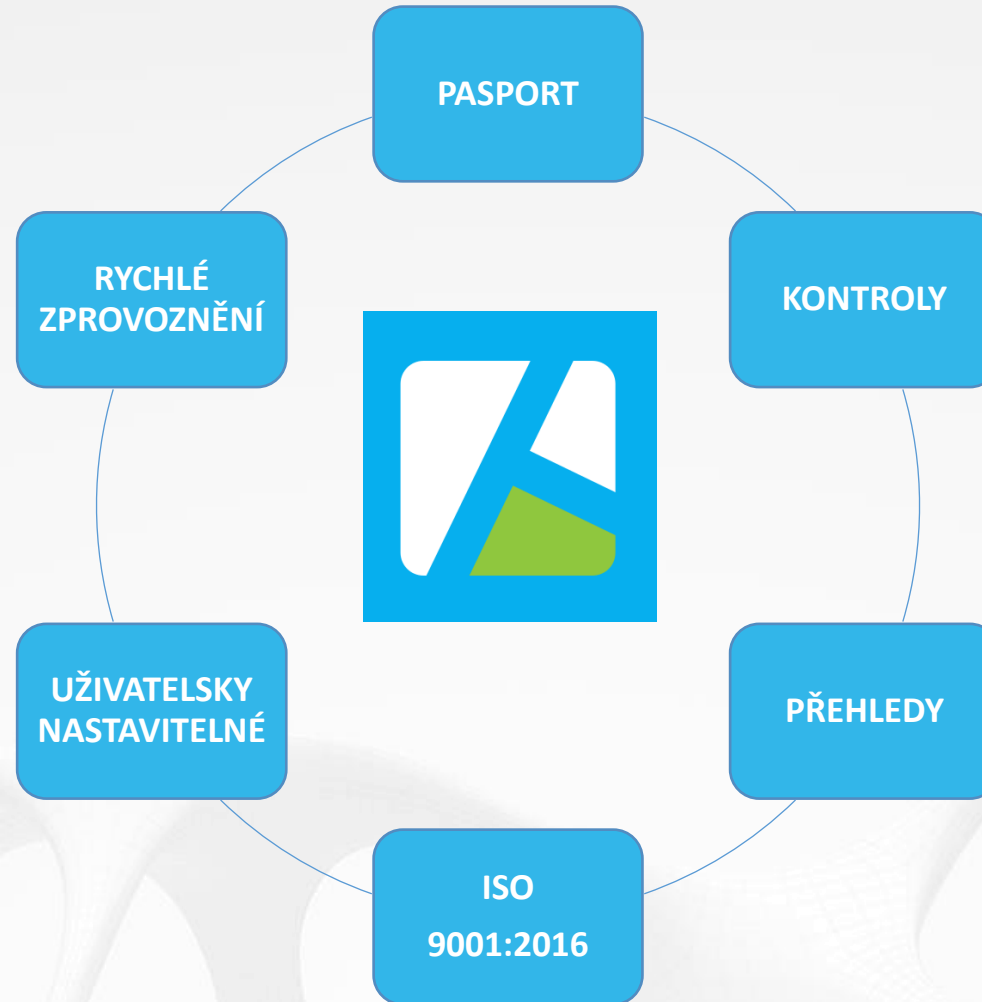 PASPORT
RYCHLÉ
ZPROVOZNĚNÍ
KONTROLY
UŽIVATELSKY
NASTAVITELNÉ
PŘEHLEDY
ISO
9001:2016